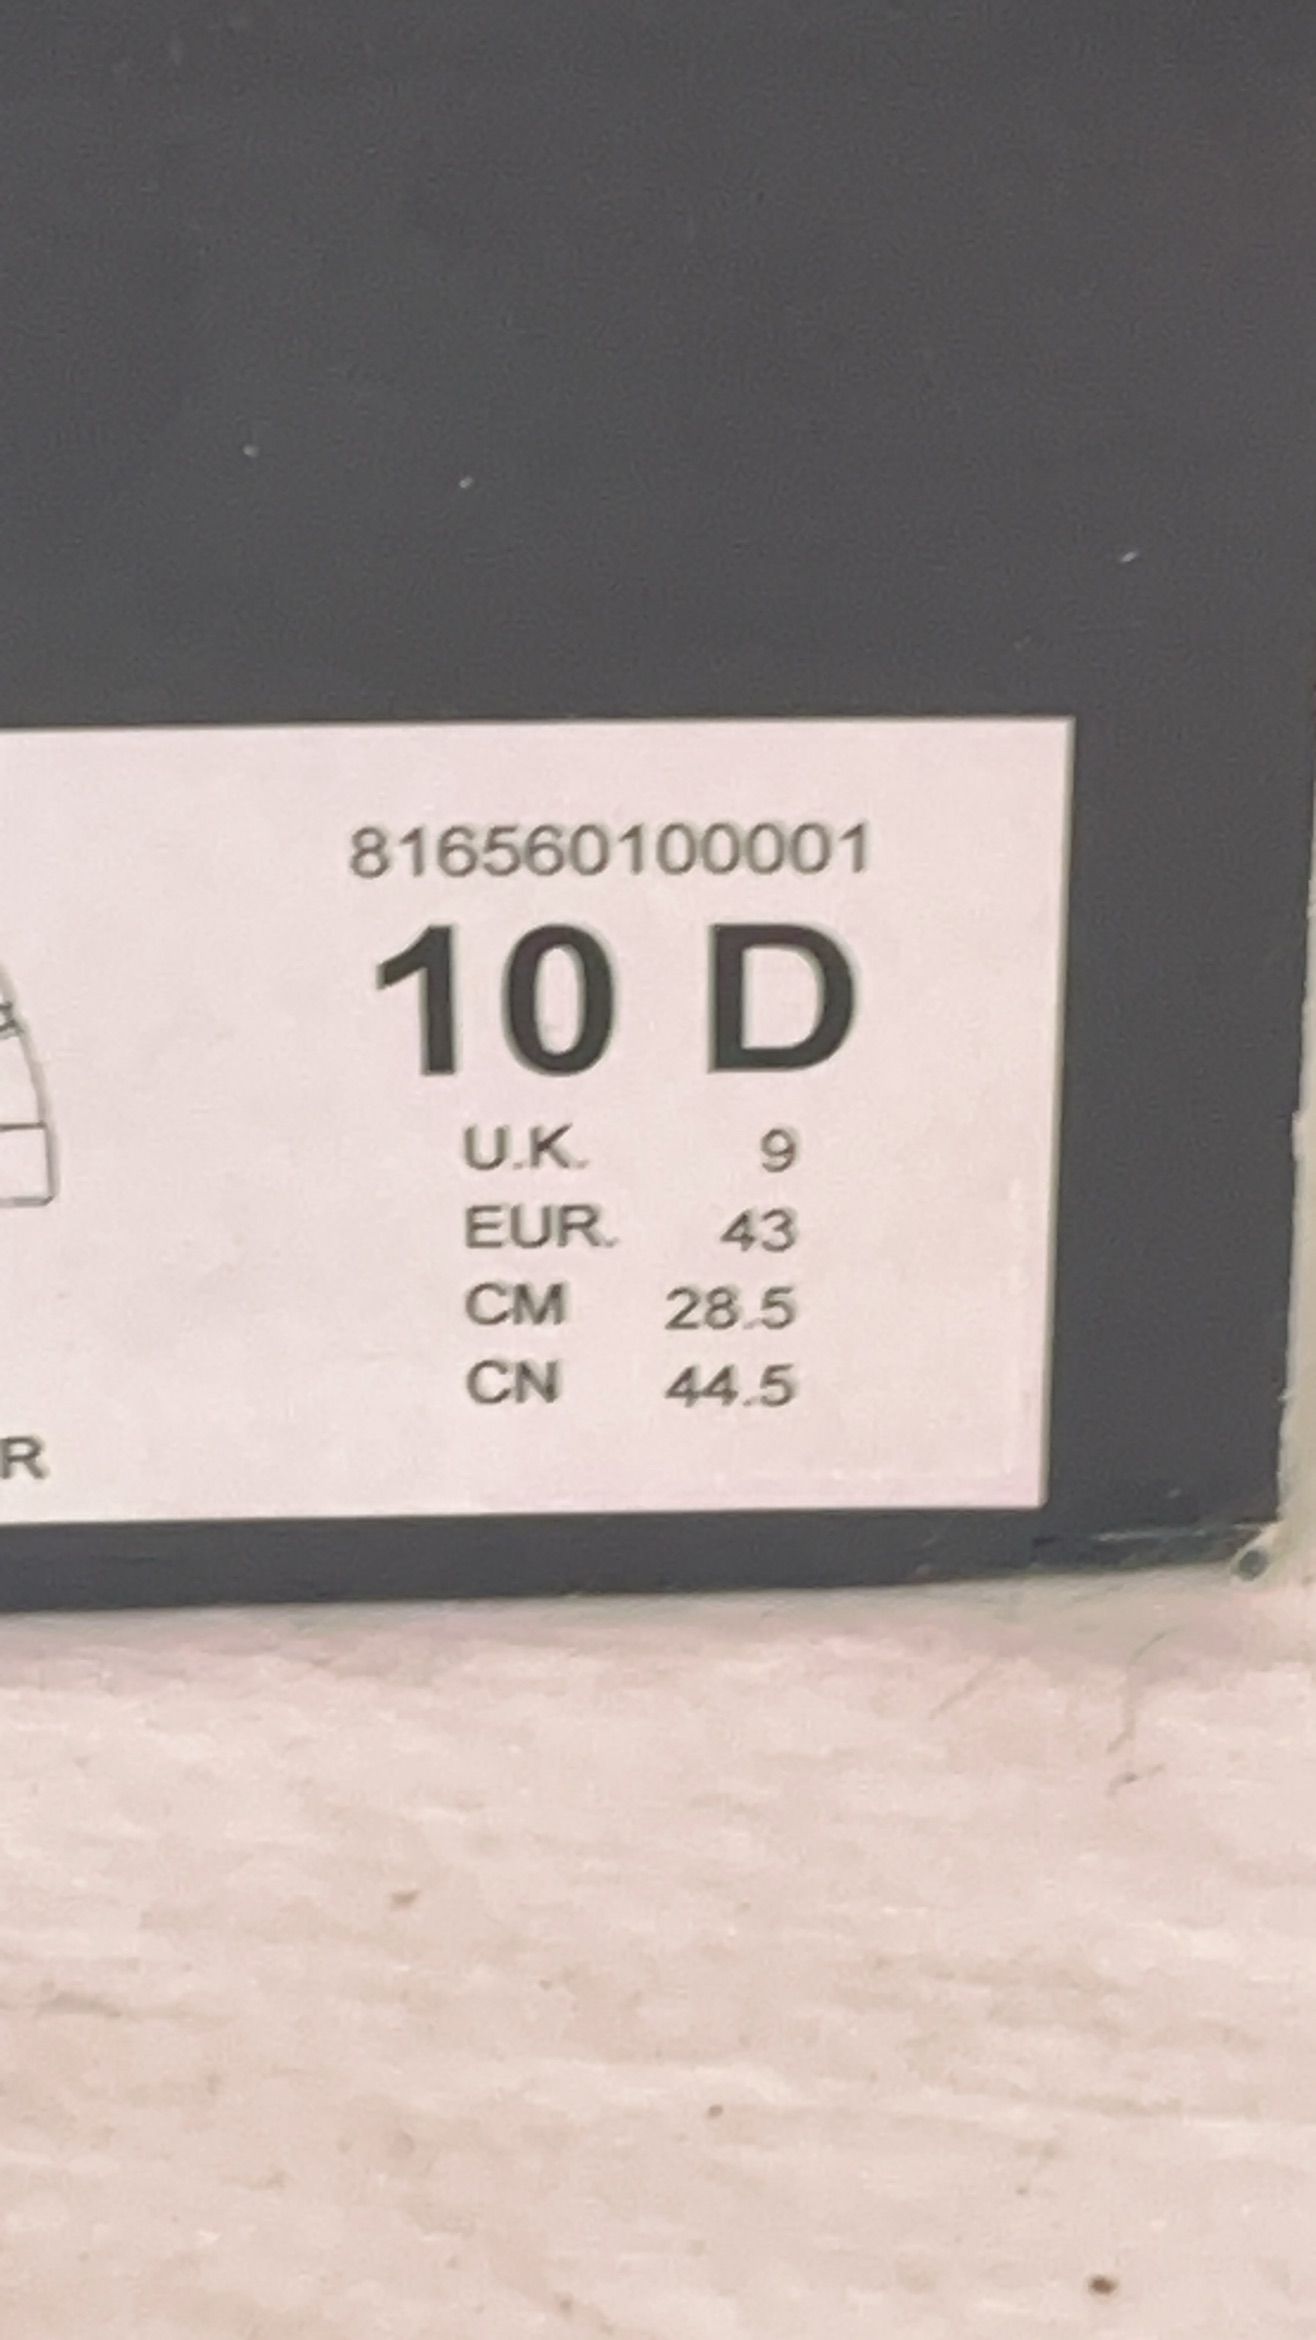 816560100001
10 D
U.K. 9
EUR. 43
CM 28.5
CN 44.5
R